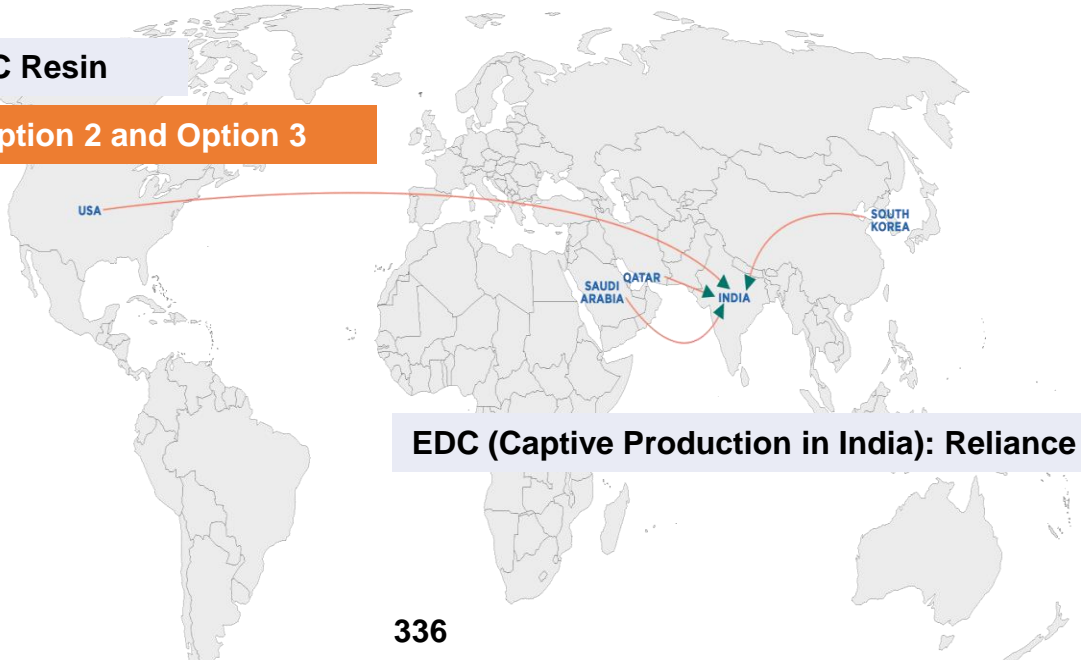 C Resin
ption 2 and Option 3
USA
SOUTH
KOREA
QATAR
SAUDI
ARABIA
INDIA
EDC (Captive Production in India): Reliance
336